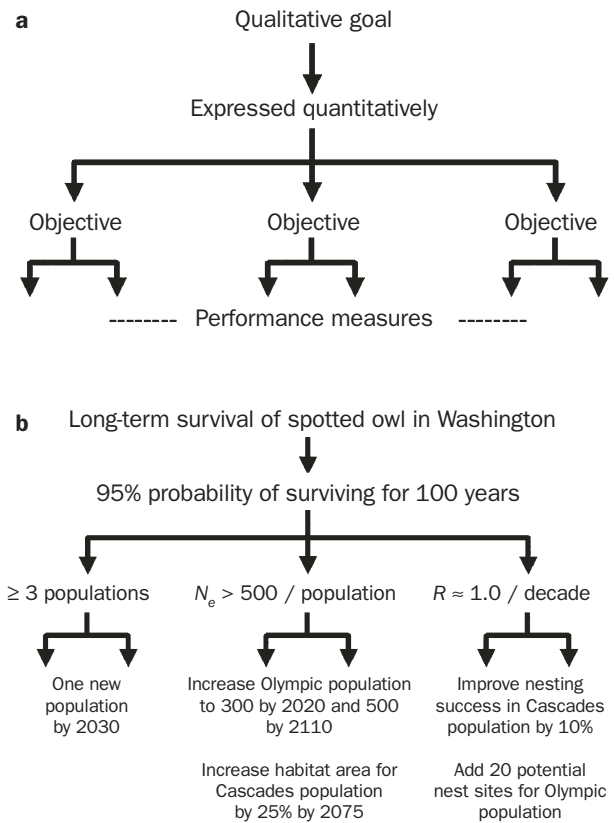 a
Qualitative goal
Expressed quantitatively
Objective Objective Objective
-------- Performance measures --------
b Long-term survival of spotted owl in Washington
95% probability of surviving for 100 years
≥ 3 populations
Nₑ > 500 / population
R ≈ 1.0 / decade
One new
population
by 2030
Increase Olympic population
to 300 by 2020 and 500
by 2110
Increase habitat area for
Cascades population
by 25% by 2075
Improve nesting
success in Cascades
population by 10%
Add 20 potential
nest sites for Olympic
population